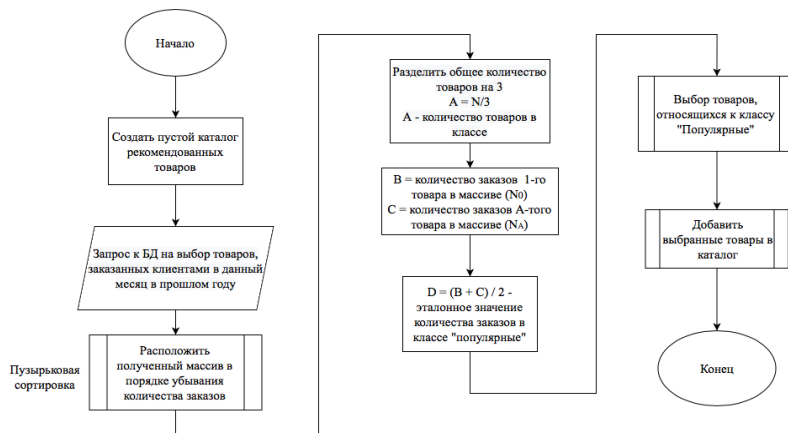 Начало
Создать пустой каталог
рекомендованных
товаров
Запрос к БД на выбор товаров,
заказанных клиентами в данный
месяц в прошлом году
Пузырьковая
сортировка
Расположить
полученный массив в
порядке убывания
количества заказов
Разделить общее количество
товаров на 3
A = N/3
А - количество товаров в
классе
В = количество заказов 1-го
товара в массиве (N0)
С = количество заказов А-того
товара в массиве (NA)
D = (B + C) / 2 -
эталонное значение
количества заказов в
классе "популярные"
Выбор товаров,
относящихся к классу
"Популярные"
Добавить
выбранные товары в
каталог
Конец